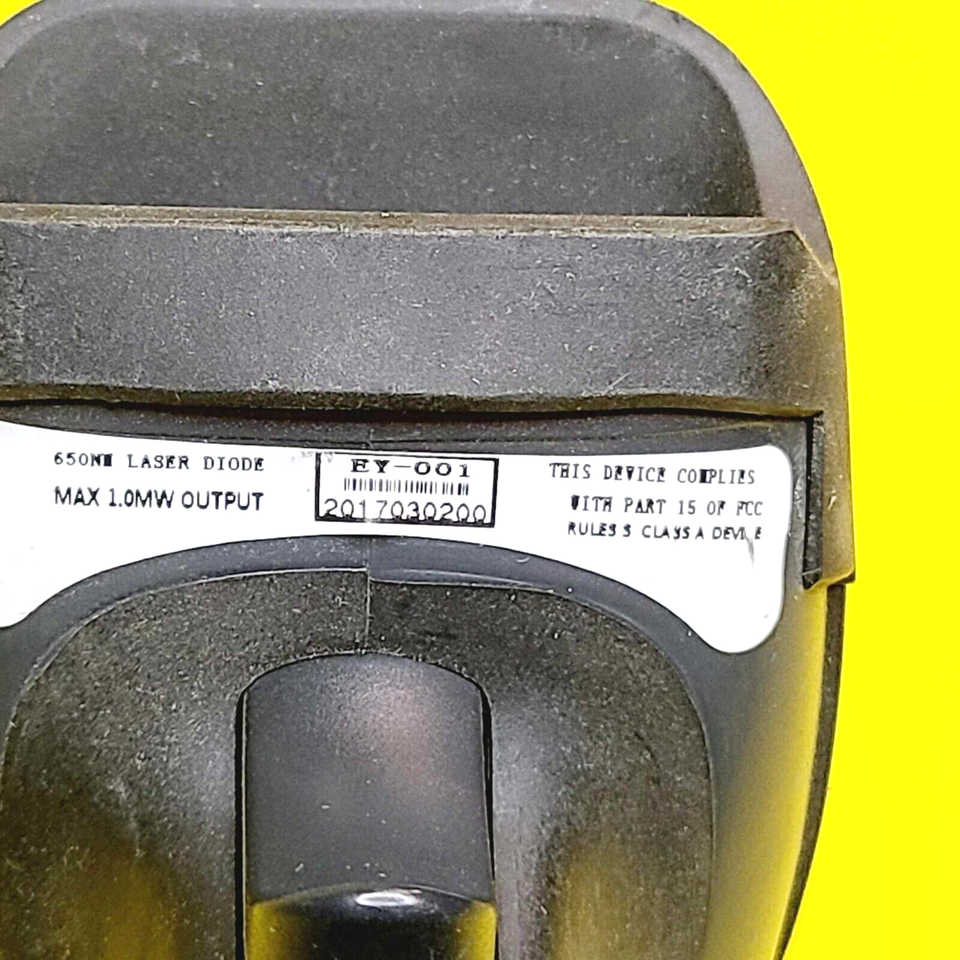 650NM LASER DIODE
MAX 1.0MW OUTPUT
EY-001
2017030200
THIS DEVICE COMPLIES
WITH PART 15 OF FCC
RULES S CLASS A DEVI E